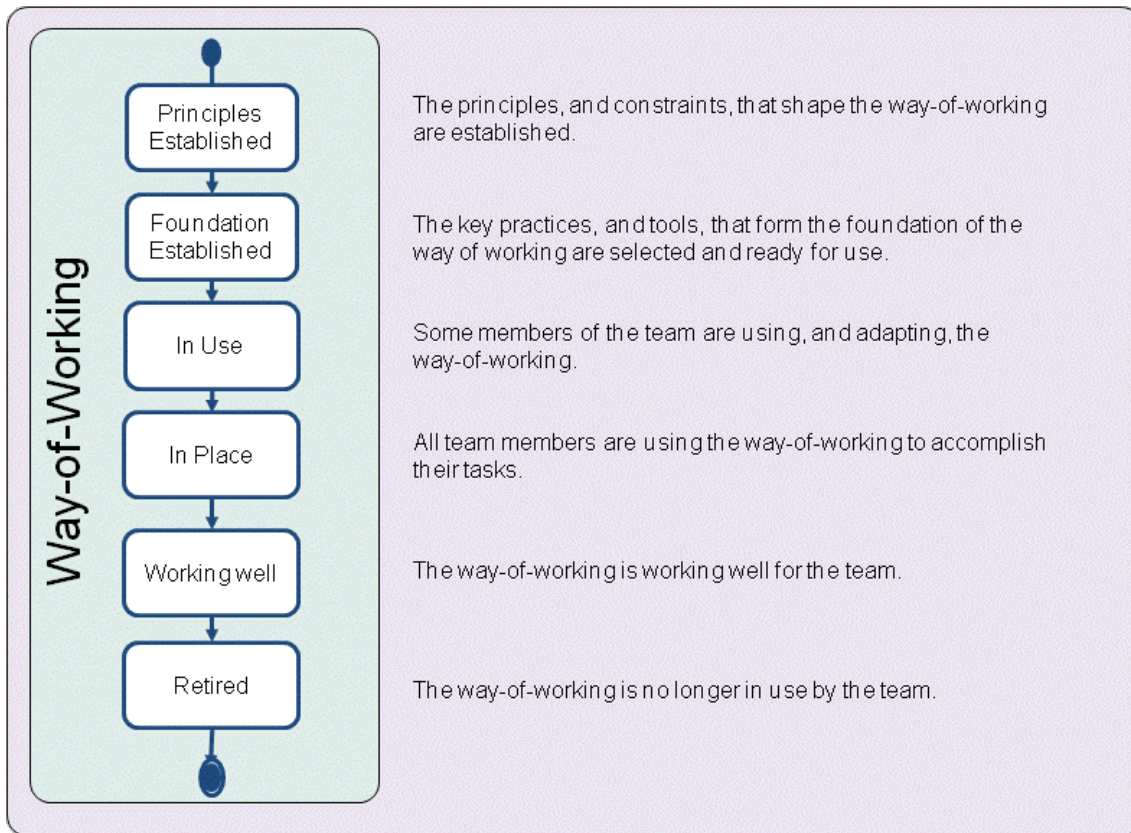 Way-of-Working
Principles
Established
The principles, and constraints, that shape the way-of-working
are established.
Foundation
Established
The key practices, and tools, that form the foundation of the
way of working are selected and ready for use.
In Use
Some members of the team are using, and adapting, the
way-of-working.
In Place
All team members are using the way-of-working to accomplish
their tasks.
Working well
The way-of-working is working well for the team.
Retired
The way-of-working is no longer in use by the team.